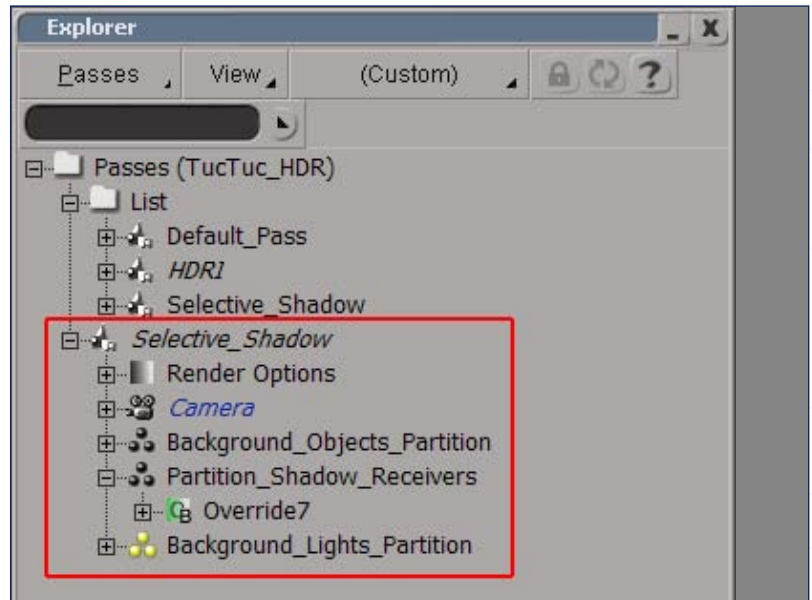 Explorer
_ X
Passes View (Custom) ?
Passes (TucTuc_HDR)
List
Default_Pass
HDR1
Selective_Shadow
Selective_Shadow
Render Options
Camera
Background_Objects_Partition
Partition_Shadow_Receivers
Override7
Background_Lights_Partition